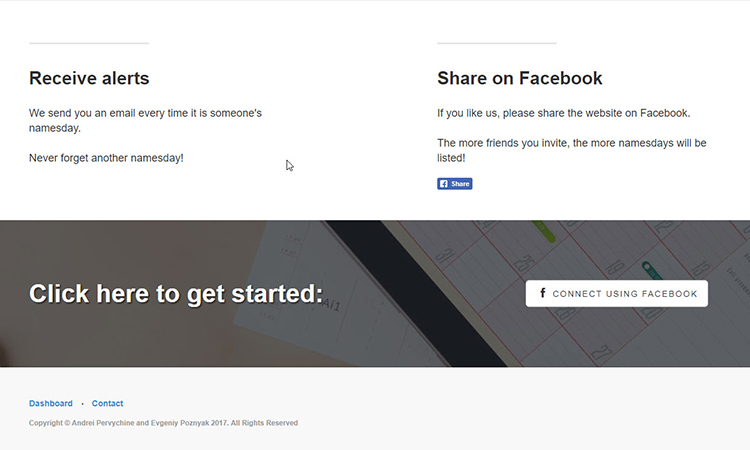 Receive alerts
We send you an email every time it is someone's
namesday.
Never forget another namesday!
Share on Facebook
If you like us, please share the website on Facebook.
The more friends you invite, the more namesdays will be
listed!
Share
Click here to get started:
Ai1
CONNECT USING FACEBOOK
Dashboard • Contact
Copyright © Andrei Pervychine and Evgeniy Poznyak 2017. All Rights Reserved